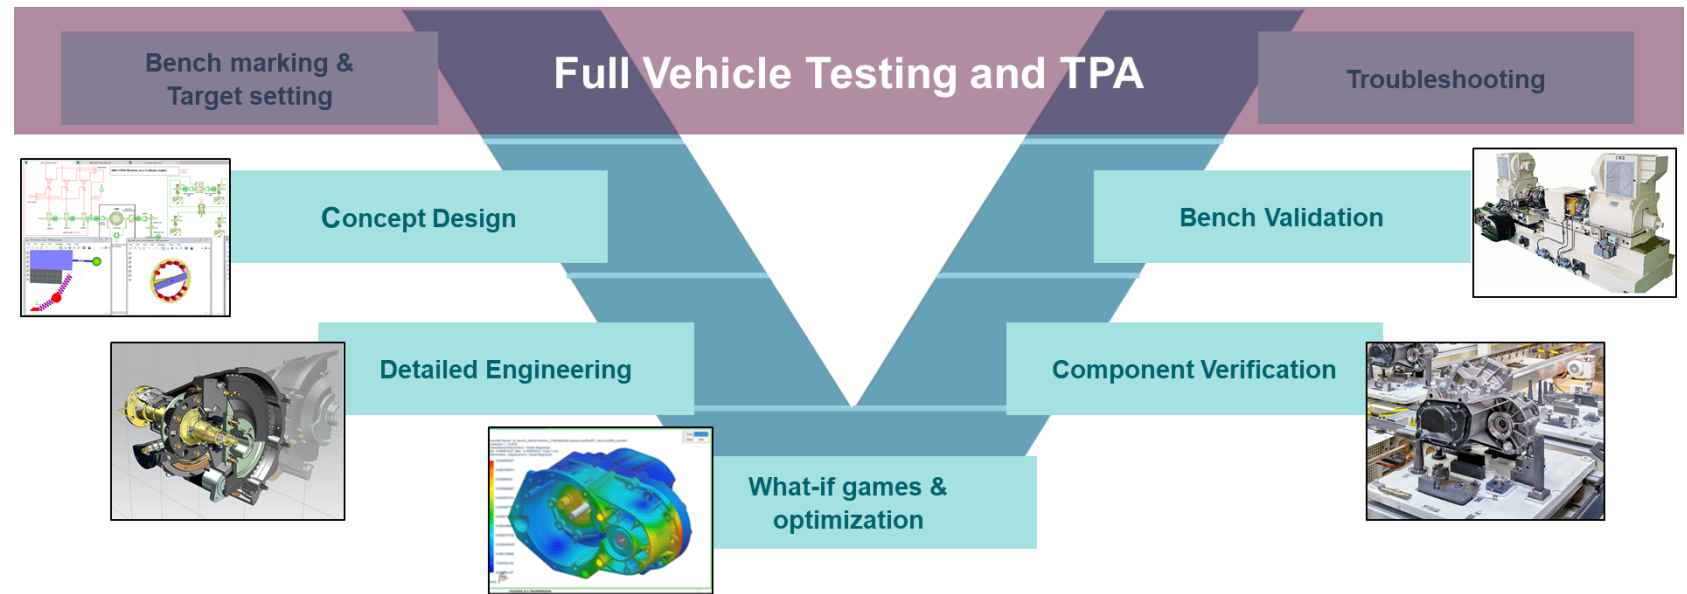 Bench marking &
Target setting
Full Vehicle Testing and TPA
Troubleshooting
Concept Design
Bench Validation
Detailed Engineering
Component Verification
What-if games &
optimization